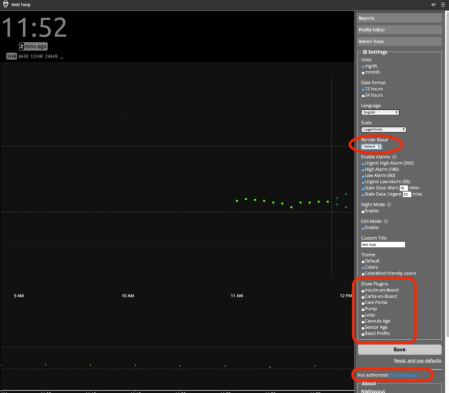 test loop
11:52
2 mins ago
3HR 6HR 12HR 24HR ...
9 AM
10 AM
11 AM
12 PM
Reports
Profile Editor
Admin Tools
Settings
Units
mg/dL
mmol/L
Date format
12 hours
24 hours
Language
English
Scale
Logarithmic
Render Basal
Default
Enable Alarms
Urgent High Alarm
High Alarm (180)
Low Alarm (80)
Urgent Low Alarm (55)
Stale Data: Warn mins
Stale Data: Urgent mins
Night Mode
Enable
Edit Mode
Enable
Custom Title
test loop
Theme
Default
Colors
Colorblind-friendly colors
Show Plugins
Insulin-on-Board
Carbs-on-Board
Care Portal
Pump
Loop
Cannula Age
Sensor Age
Basal Profile
Save
Reset, and use defaults
Not authorized
About
Nightscout